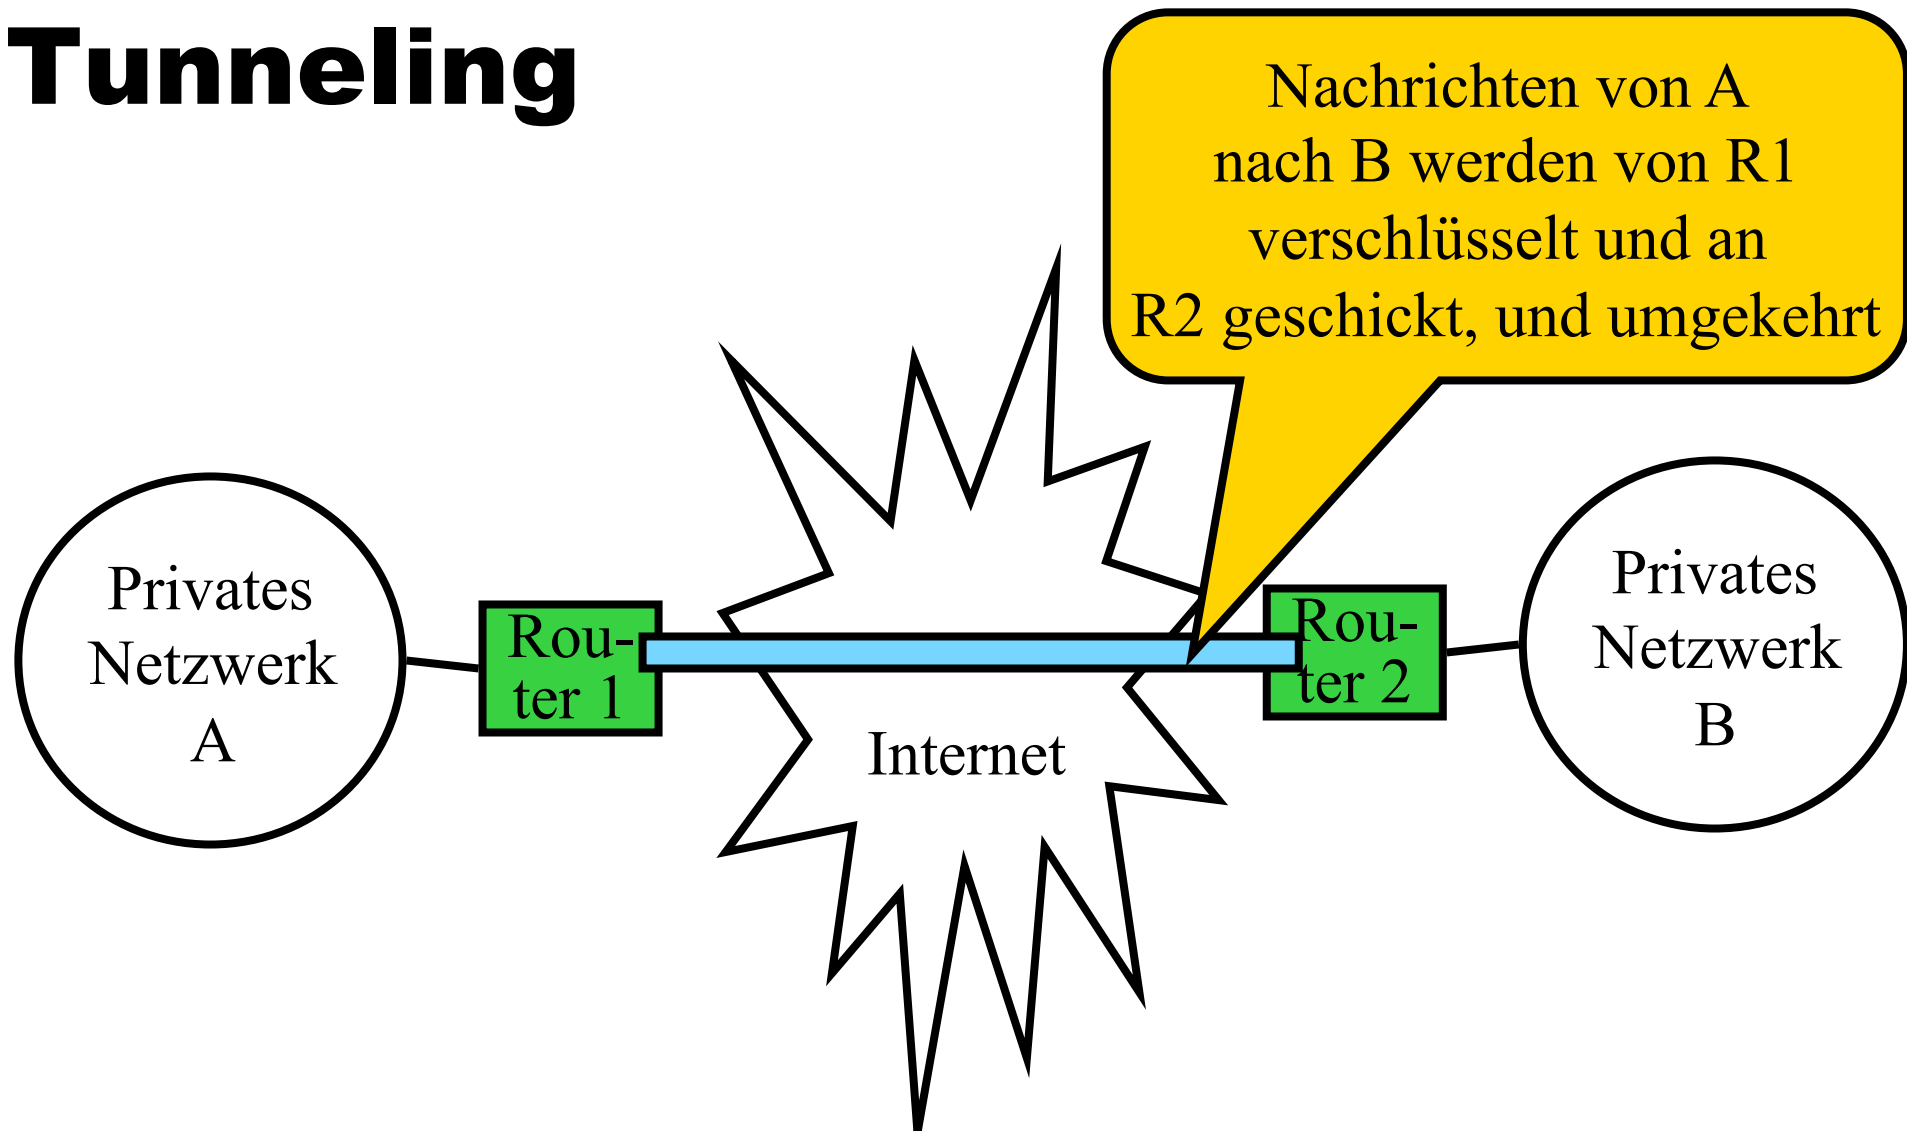 Tunneling
Nachrichten von A
nach B werden von R1
verschlüsselt und an
R2 geschickt, und umgekehrt
Privates
Netzwerk
A
Rou-
ter 1
Internet
Rou-
ter 2
Privates
Netzwerk
B